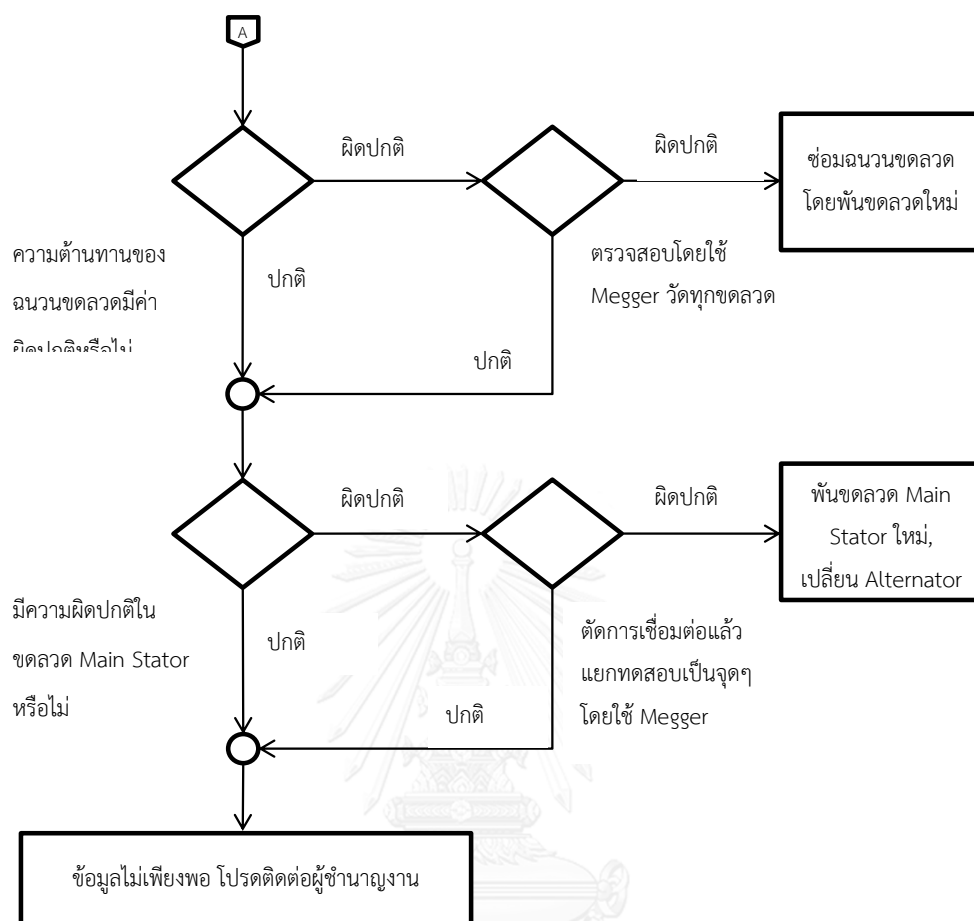 A
ผิดปกติ
ผิดปกติ
ซ่อมฉนวนขดลวด
โดยพันขดลวดใหม่
ความต้านทานของ
ฉนวนขดลวดมีค่า
ผิดปกติหรือไม่
ปกติ
ตรวจสอบโดยใช้
Megger วัดทุกขดลวด
ปกติ
ผิดปกติ
ผิดปกติ
พันขดลวด Main
Stator ใหม่,
เปลี่ยน Alternator
มีความผิดปกติใน
ขดลวด Main Stator
หรือไม่
ปกติ
ตัดการเชื่อมต่อแล้ว
แยกทดสอบเป็นจุดๆ
โดยใช้ Megger
ปกติ
ข้อมูลไม่เพียงพอ โปรดติดต่อผู้ชำนาญงาน